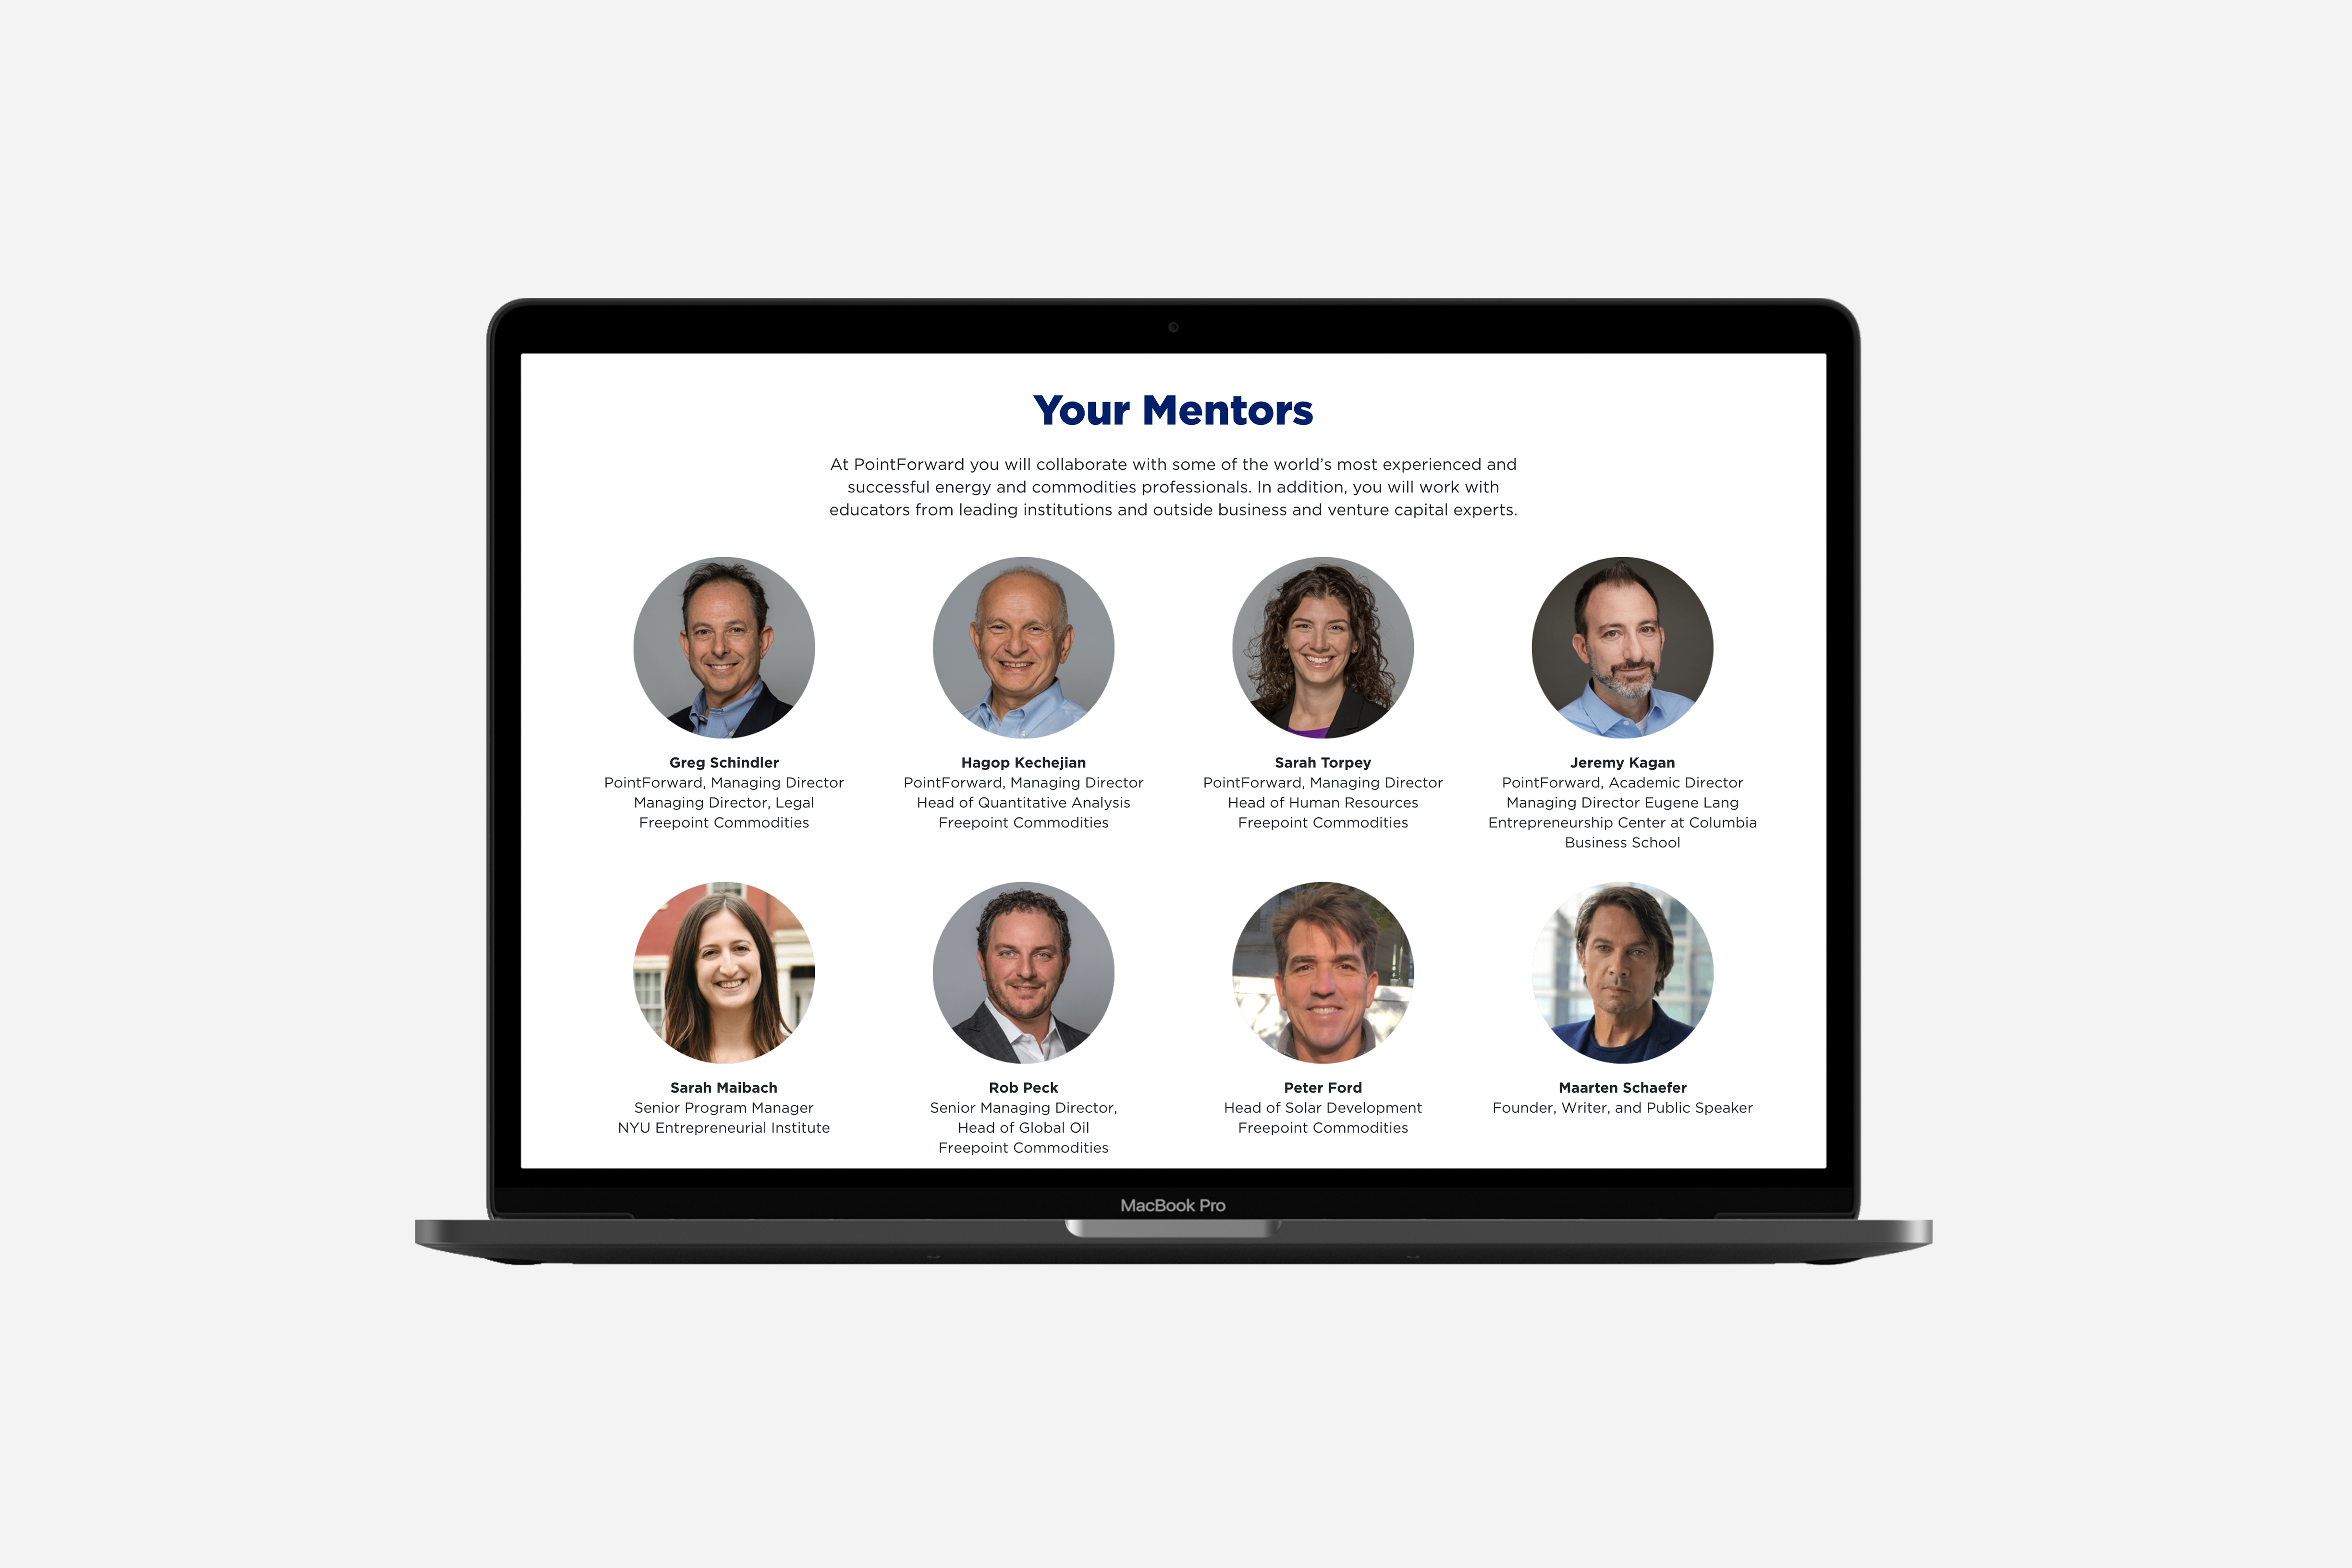 Your Mentors
At PointForward you will collaborate with some of the world’s most experienced and
successful energy and commodities professionals. In addition, you will work with
educators from leading institutions and outside business and venture capital experts.
Greg Schindler
PointForward, Managing Director
Managing Director, Legal
Freepoint Commodities
Hagop Kechejian
PointForward, Managing Director
Head of Quantitative Analysis
Freepoint Commodities
Sarah Torpey
PointForward, Managing Director
Head of Human Resources
Freepoint Commodities
Jeremy Kagan
PointForward, Academic Director
Managing Director Eugene Lang
Entrepreneurship Center at Columbia
Business School
Sarah Maibach
Senior Program Manager
NYU Entrepreneurial Institute
Rob Peck
Senior Managing Director,
Head of Global Oil
Freepoint Commodities
Peter Ford
Head of Solar Development
Freepoint Commodities
Maarten Schaefer
Founder, Writer, and Public Speaker
MacBook Pro